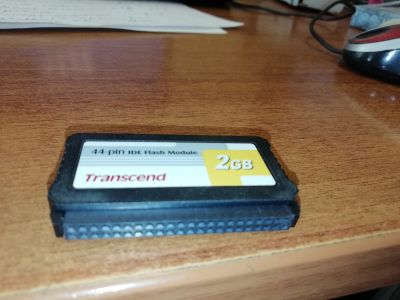 44-pin IDE Flash Module
2GB
Transcend